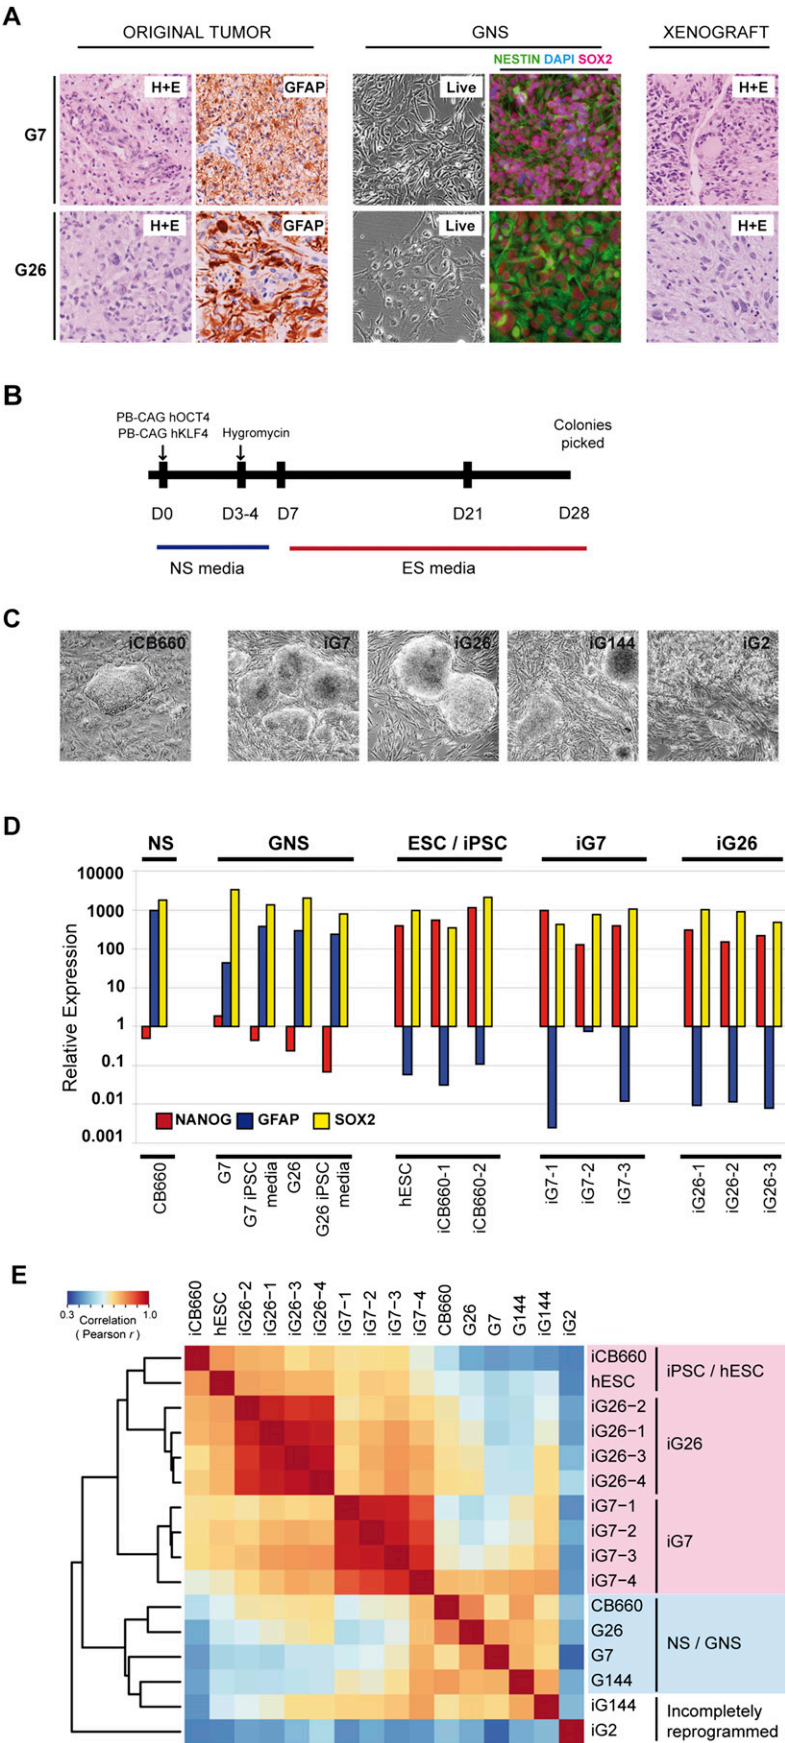 A
ORIGINAL TUMOR
GNS
XENOGRAFT
NESTIN DAPI SOX2
G7
H+E
GFAP
Live
H+E
G26
H+E
GFAP
Live
H+E
B
PB-CAG hOCT4
PB-CAG hKLF4
Hygromycin
Colonies
picked
D0
D3-4
D7
D21
D28
NS media
ES media
C
iCB660
iG7
iG26
iG144
iG2
D
NS
GNS
ESC / iPSC
iG7
iG26
Relative Expression
10000
1000
100
10
1
0.1
0.01
0.001
NANOG
GFAP
SOX2
CB660
G7
G7 iPSC
media
G26
G26 iPSC
media
hESC
iCB660-1
iCB660-2
iG7-1
iG7-2
iG7-3
iG26-1
iG26-2
iG26-3
E
0.3
1.0
Correlation
( Pearson r )
iCB660
hESC
iG26-2
iG26-1
iG26-3
iG26-4
iG7-1
iG7-2
iG7-3
iG7-4
CB660
G26
G7
G144
iG144
iG2
iCB660
hESC
iG26-2
iG26-1
iG26-3
iG26-4
iG7-1
iG7-2
iG7-3
iG7-4
CB660
G26
G7
G144
iG144
iG2
iPSC / hESC
iG26
iG7
NS / GNS
Incompletely
reprogrammed